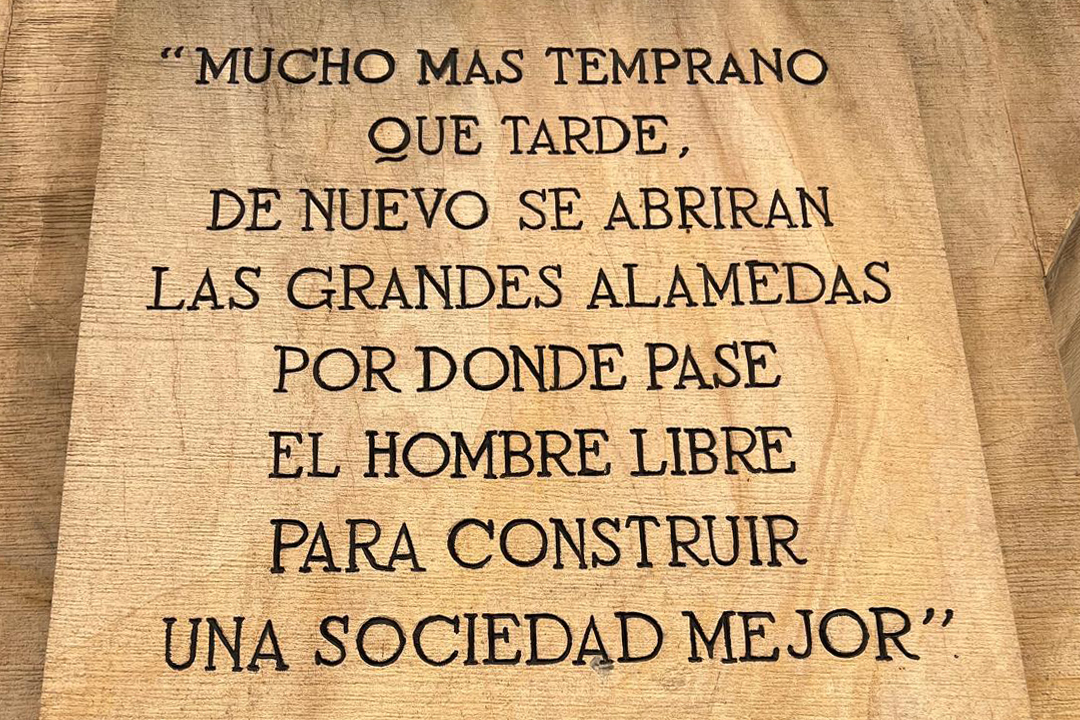 “MUCHO MAS TEMPRANO
QUE TARDE,
DE NUEVO SE ABRIRAN
LAS GRANDES ALAMEDAS
POR DONDE PASE
EL HOMBRE LIBRE
PARA CONSTRUIR
UNA SOCIEDAD MEJOR”.